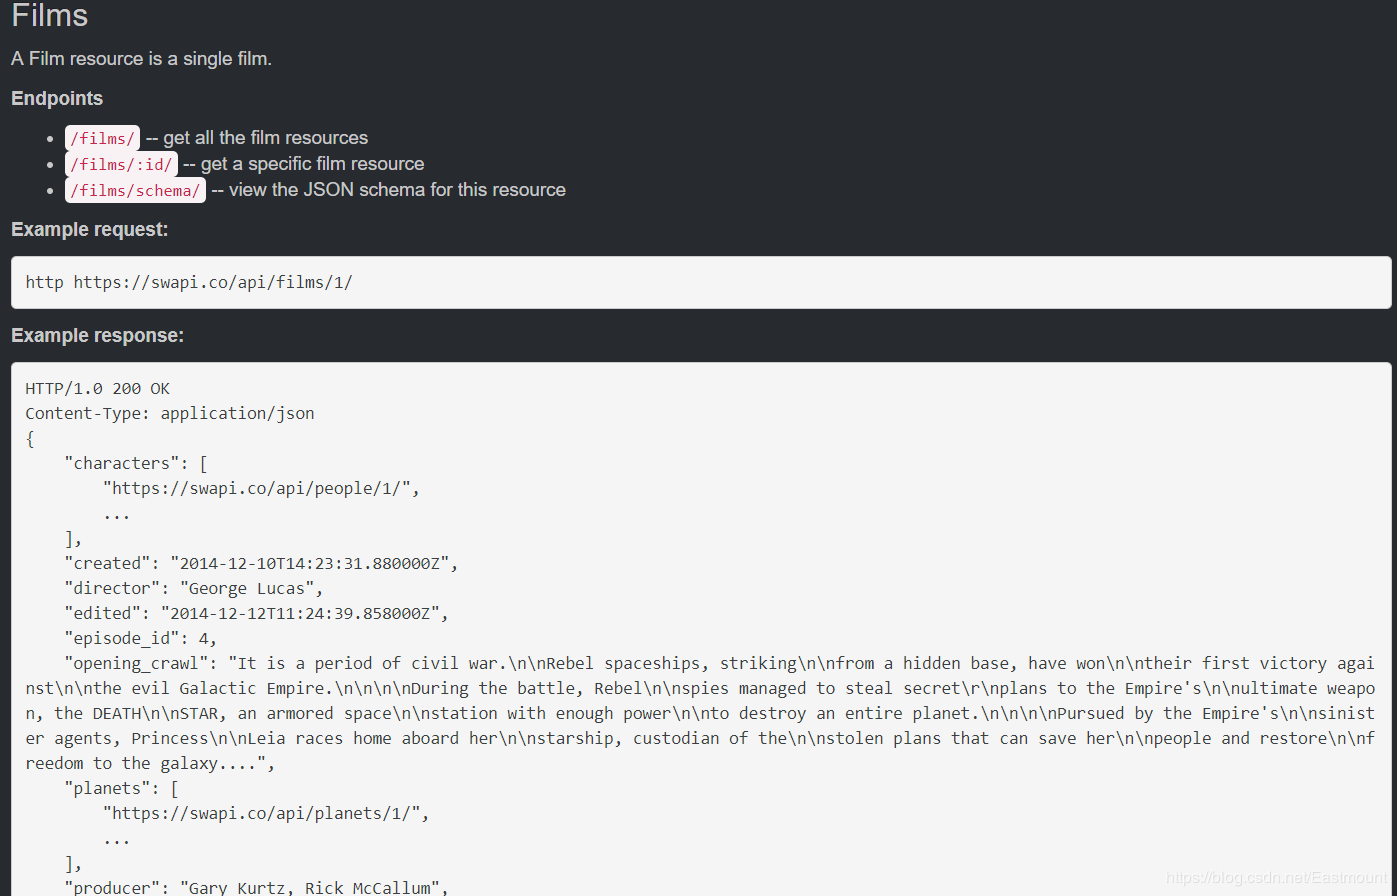 Films
A Film resource is a single film.
Endpoints
/films/ -- get all the film resources
/films/:id/ -- get a specific film resource
/films/schema/ -- view the JSON schema for this resource
Example request:
http https://swapi.co/api/films/1/
Example response:
HTTP/1.0 200 OK
Content-Type: application/json
{
    "characters": [
        "https://swapi.co/api/people/1/",
        ...
    ],
    "created": "2014-12-10T14:23:31.880000Z",
    "director": "George Lucas",
    "edited": "2014-12-12T11:24:39.858000Z",
    "episode_id": 4,
    "opening_crawl": "It is a period of civil war.\n\nRebel spaceships, striking\n\nfrom a hidden base, have won\n\ntheir first victory agai
nst\n\nthe evil Galactic Empire.\n\n\n\nDuring the battle, Rebel\n\nspies managed to steal secret\r\nplans to the Empire's\n\nultimate weapo
n, the DEATH\n\nSTAR, an armored space\n\nstation with enough power\n\nto destroy an entire planet.\n\n\n\nPursued by the Empire's\n\nsinist
er agents, Princess\n\nLeia races home aboard her\n\nstarship, custodian of the\n\nstolen plans that can save her\n\npeople and restore\n\nf
reedom to the galaxy....",
    "planets": [
        "https://swapi.co/api/planets/1/",
        ...
    ],
    "producer": "Gary Kurtz, Rick McCallum",
https://blog.csdn.net/Eastmount